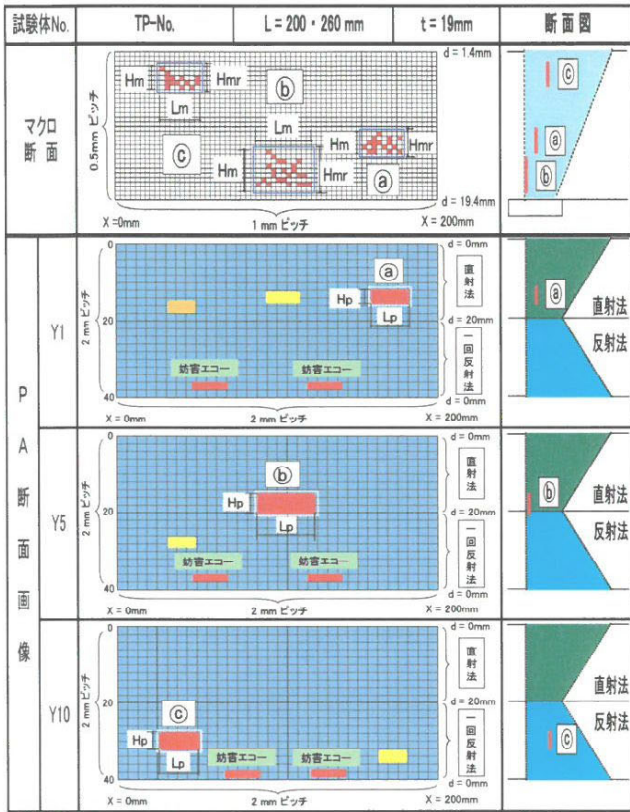 試験体No. TP-No. L = 200・260 mm t = 19mm 断面図
マクロ断面
0.5mm ピッチ
d = 1.4mm
Hm Hmr ⓑ
Lm
Lm
ⓒ
Hm Hmr
Hm Hmr
ⓐ
d = 19.4mm
X =0mm 1 mm ピッチ X = 200mm
ⓒ
ⓐ
ⓑ
PA断面画像
Y1
2 mm ピッチ
0
20
40
d = 0mm
ⓐ
Hp
Lp
直射法
d = 20mm
一回反射法
妨害エコー 妨害エコー
d = 0mm
X = 0mm 2 mm ピッチ X = 200mm
ⓐ
直射法
反射法
Y5
2 mm ピッチ
0
20
40
d = 0mm
ⓑ
Hp
Lp
直射法
d = 20mm
一回反射法
妨害エコー 妨害エコー
d = 0mm
X = 0mm 2 mm ピッチ X = 200mm
ⓑ
直射法
反射法
Y10
2 mm ピッチ
0
20
40
d = 0mm
直射法
d = 20mm
ⓒ
Hp
Lp
一回反射法
妨害エコー 妨害エコー
d = 0mm
X = 0mm 2 mm ピッチ X = 200mm
直射法
反射法
ⓒ